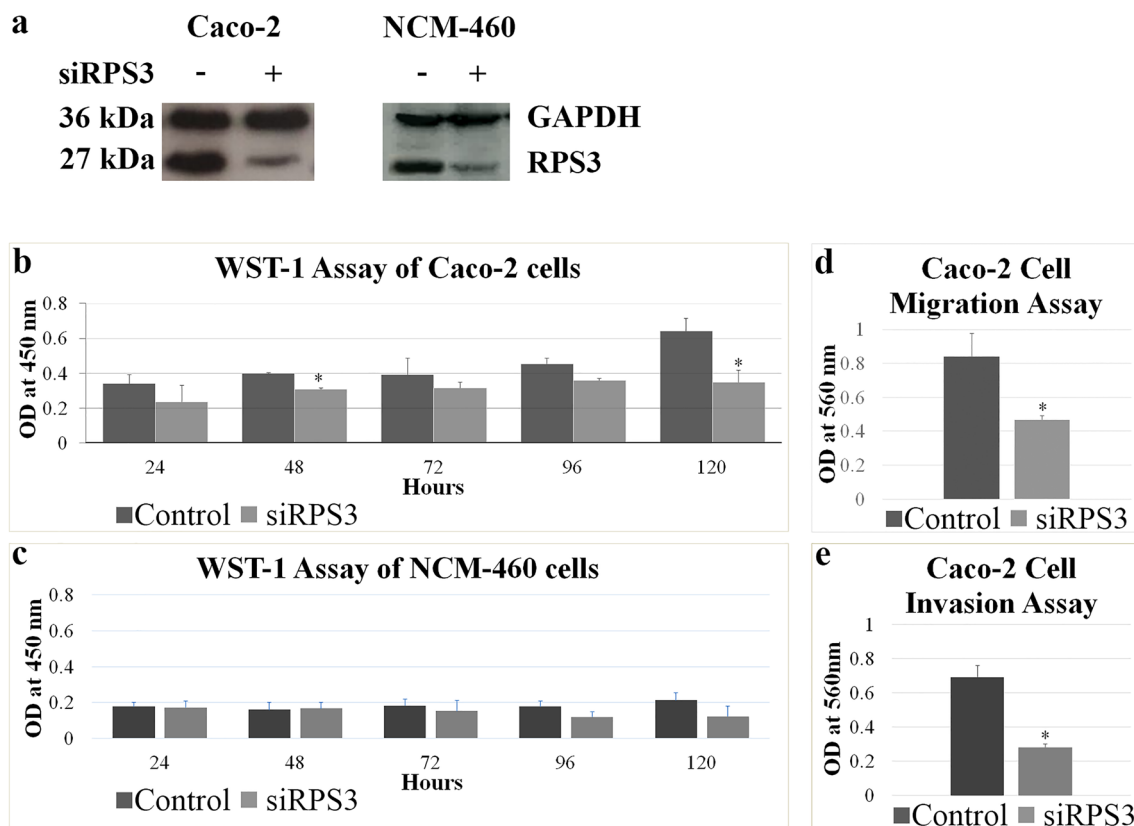 a
Caco-2 NCM-460
siRPS3 - + - +
36 kDa GAPDH
27 kDa RPS3
b
WST-1 Assay of Caco-2 cells
OD at 450 nm
0.8
0.6
0.4
0.2
0
* *
24 48 72 96 120
Hours
Control siRPS3
c
WST-1 Assay of NCM-460 cells
OD at 450 nm
0.8
0.6
0.4
0.2
0
24 48 72 96 120
Hours
Control siRPS3
d
Caco-2 Cell
Migration Assay
OD at 560 nm
1
0.8
0.6
0.4
0.2
0
*
Control siRPS3
e
Caco-2 Cell
Invasion Assay
OD at 560nm
1
0.8
0.6
0.4
0.2
0
*
Control siRPS3